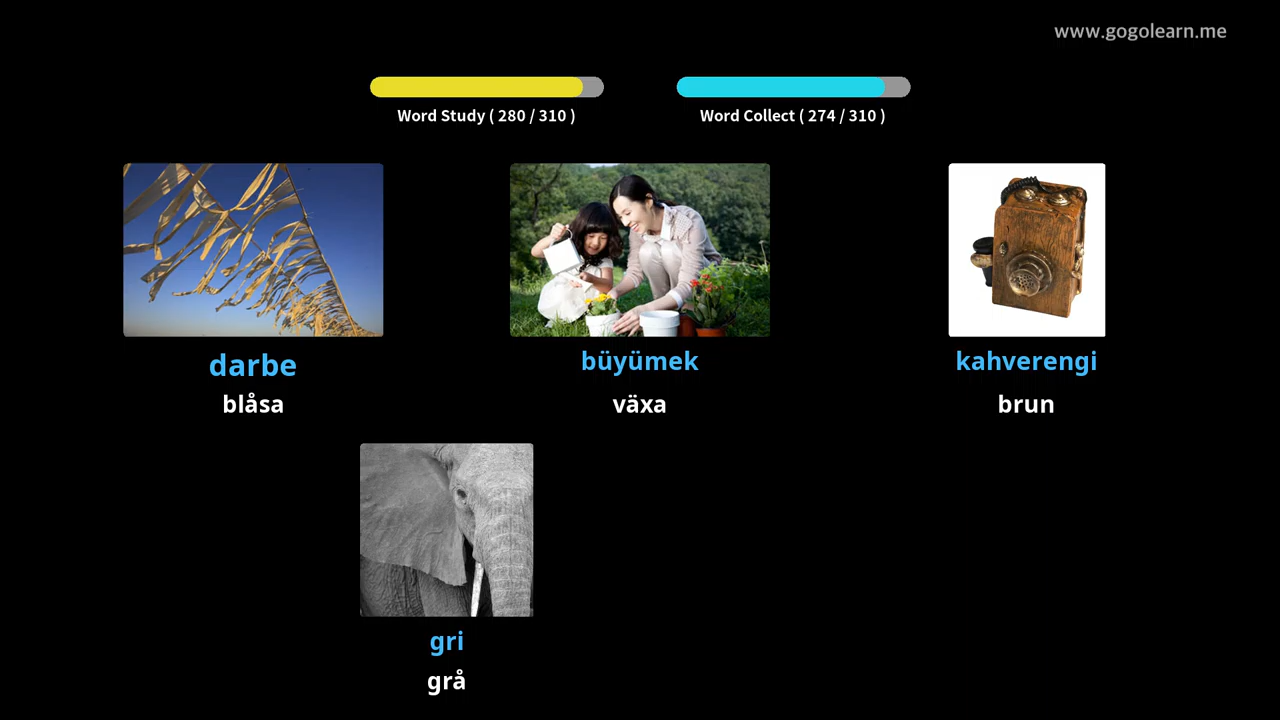 www.gogolearn.me
Word Study ( 280 / 310 )
Word Collect ( 274 / 310 )
darbe
blåsa
büyümek
växa
kahverengi
brun
gri
grå